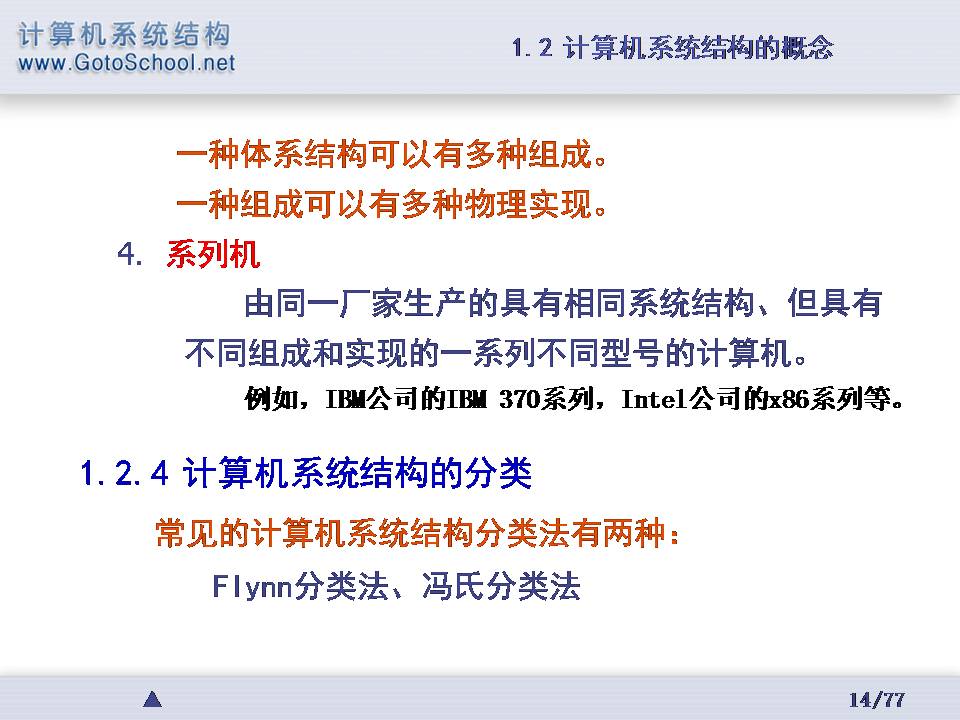 计算机系统结构
www.GotoSchool.net
1.2 计算机系统结构的概念
一种体系结构可以有多种组成。
一种组成可以有多种物理实现。
4. 系列机
由同一厂家生产的具有相同系统结构、但具有
不同组成和实现的一系列不同型号的计算机。
例如，IBM公司的IBM 370系列，Intel公司的x86系列等。
1.2.4 计算机系统结构的分类
常见的计算机系统结构分类法有两种：
Flynn分类法、冯氏分类法
14/77